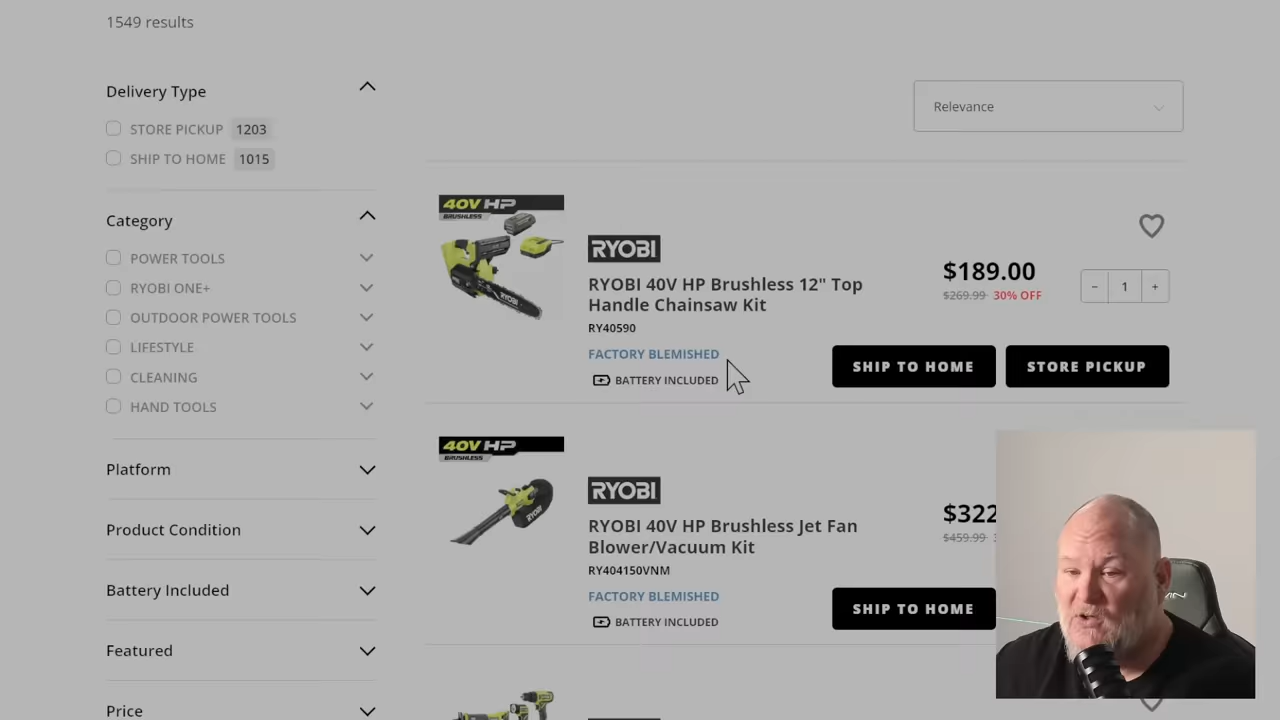 1549 results
Delivery Type
STORE PICKUP 1203
SHIP TO HOME 1015
Category
POWER TOOLS
RYOBI ONE+
OUTDOOR POWER TOOLS
LIFESTYLE
CLEANING
HAND TOOLS
Platform
Product Condition
Battery Included
Featured
Price
Relevance
40V HP
BRUSHLESS
RYOBI
RYOBI
RYOBI 40V HP Brushless 12" Top
Handle Chainsaw Kit
RY40590
FACTORY BLEMISHED
BATTERY INCLUDED
$189.00
$269.99 30% OFF
- 1 +
SHIP TO HOME
STORE PICKUP
40V HP
BRUSHLESS
RYOBI
RYOBI
RYOBI 40V HP Brushless Jet Fan
Blower/Vacuum Kit
RY404150VNM
FACTORY BLEMISHED
BATTERY INCLUDED
$322
$459.99
SHIP TO HOME